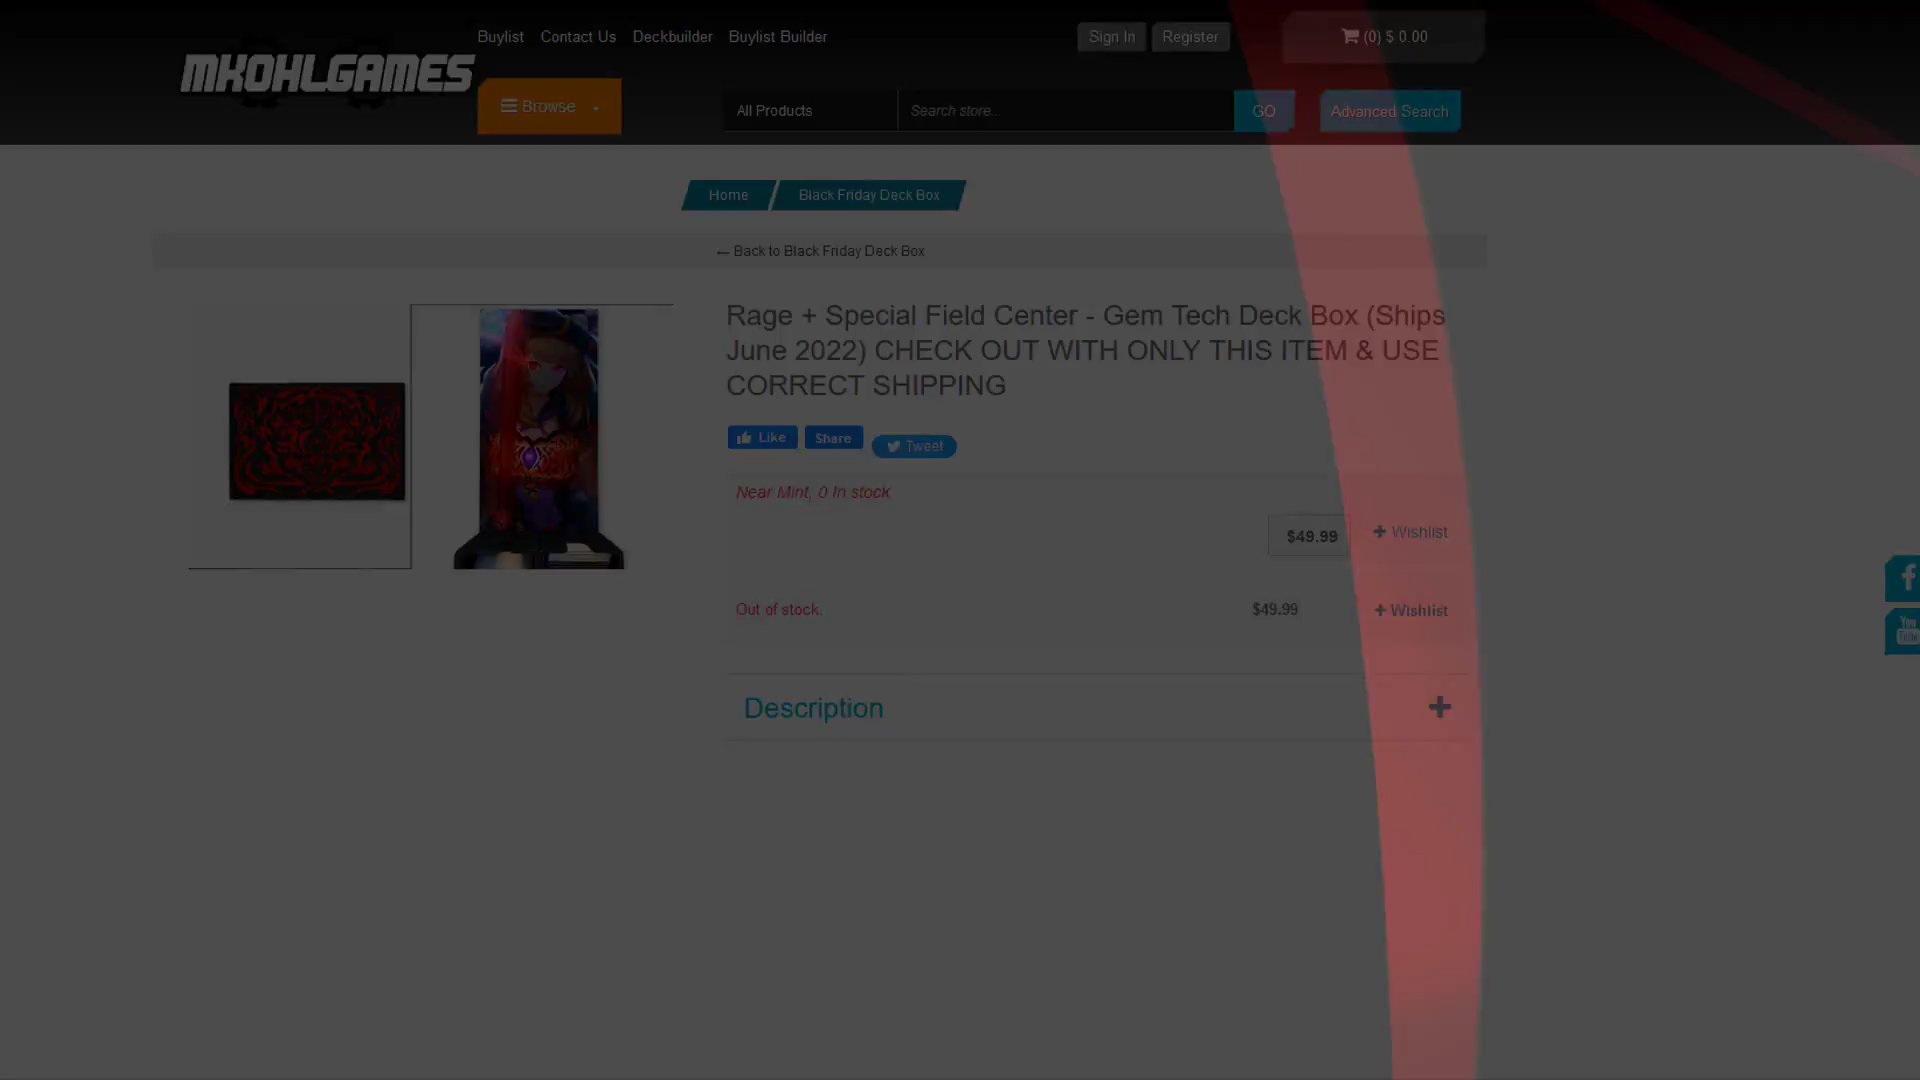 Buylist Contact Us Deckbuilder Buylist Builder
Sign In Register
(0) $ 0.00
MKOHLGAMES
Browse
All Products
Search store...
GO
Advanced Search
Home
Black Friday Deck Box
← Back to Black Friday Deck Box
Rage + Special Field Center - Gem Tech Deck Box (Ships
June 2022) CHECK OUT WITH ONLY THIS ITEM & USE
CORRECT SHIPPING
Like
Share
Tweet
Near Mint, 0 In stock
$49.99
+ Wishlist
Out of stock.
$49.99
+ Wishlist
Description
You
Tube